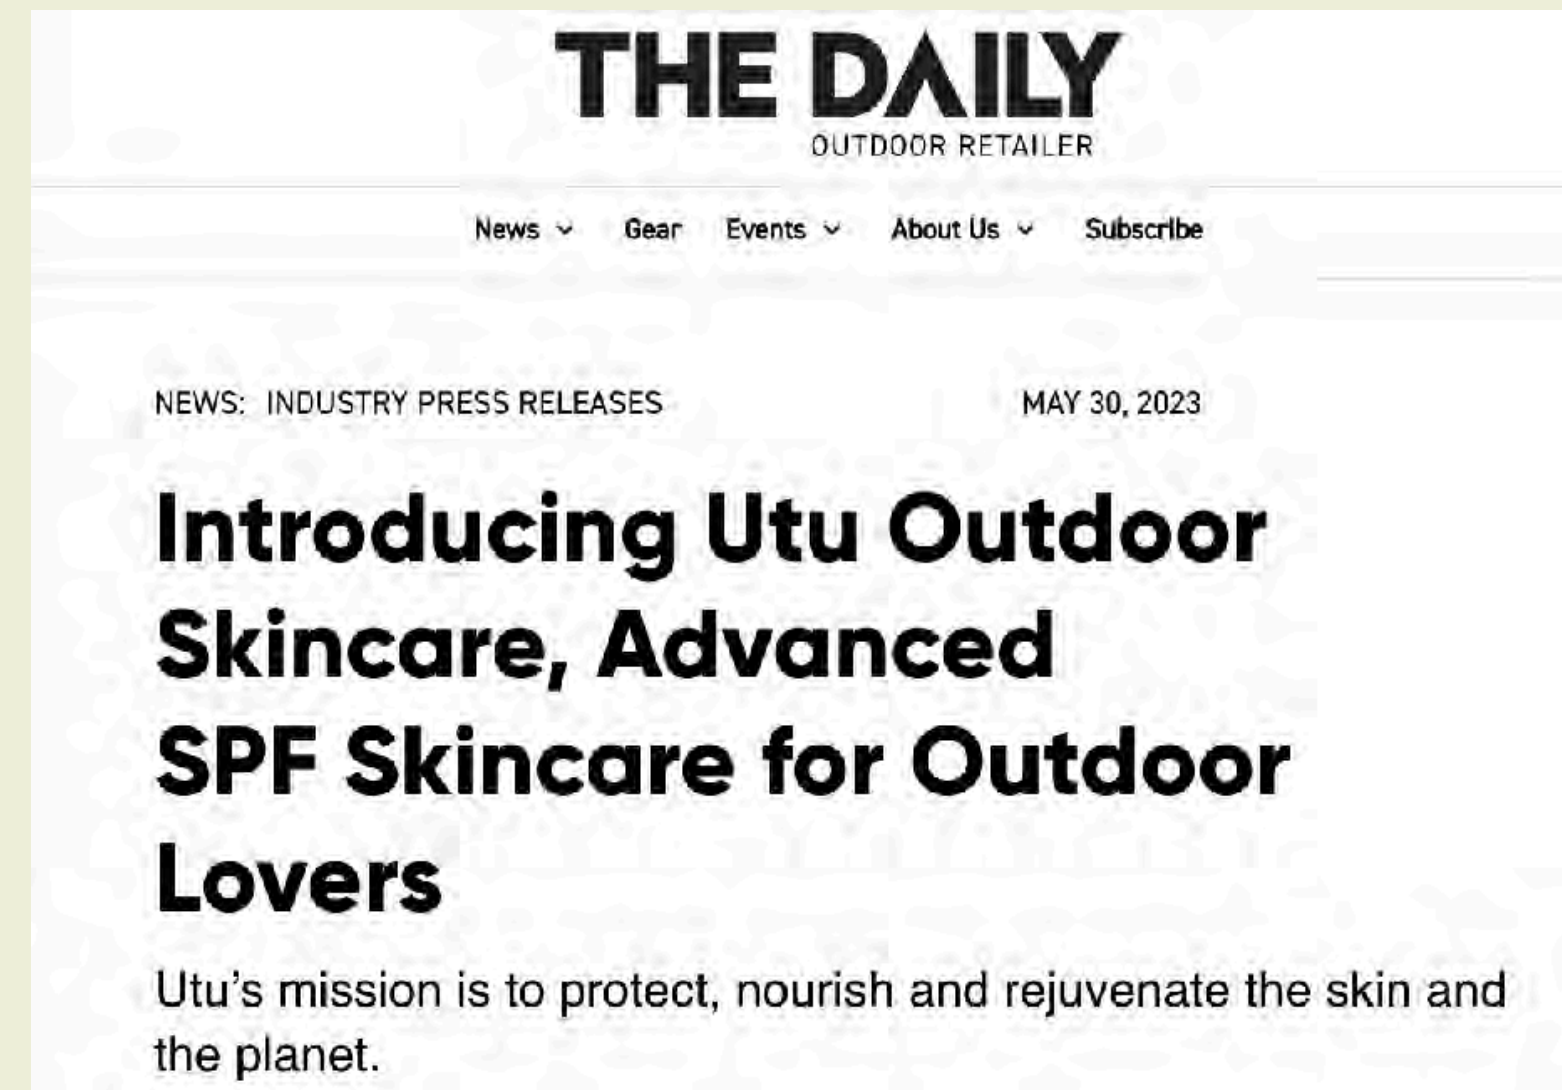 THE DAILY
OUTDOOR RETAILER
News Gear Events About Us Subscribe
NEWS: INDUSTRY PRESS RELEASES MAY 30, 2023
Introducing Utu Outdoor
Skincare, Advanced
SPF Skincare for Outdoor
Lovers
Utu's mission is to protect, nourish and rejuvenate the skin and
the planet.